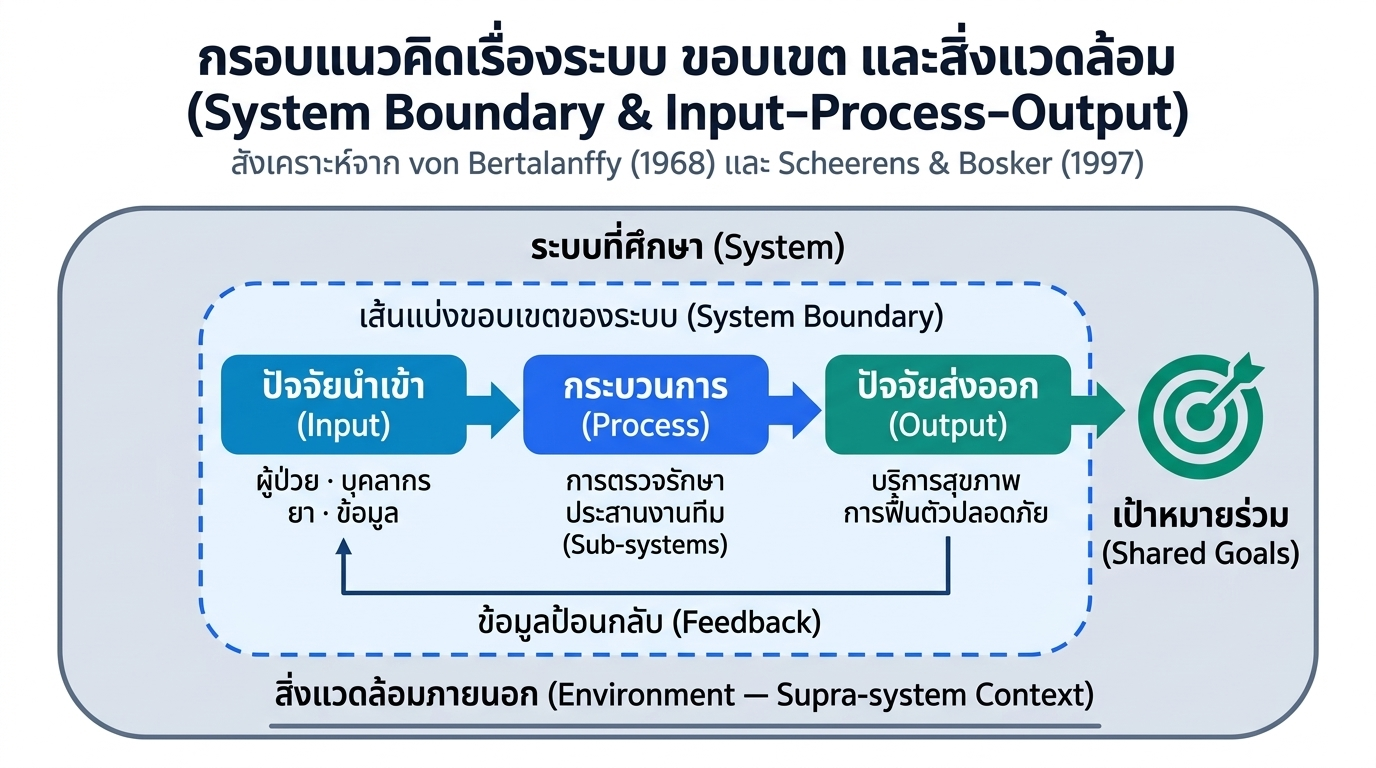 กรอบแนวคิดเรื่องระบบ ขอบเขต และสิ่งแวดล้อม
(System Boundary & Input–Process–Output)
สังเคราะห์จาก von Bertalanffy (1968) และ Scheerens & Bosker (1997)
ระบบที่ศึกษา (System)
เส้นแบ่งขอบเขตของระบบ (System Boundary)
ปัจจัยนำเข้า
(Input)
ผู้ป่วย · บุคลากร
ยา · ข้อมูล
กระบวนการ
(Process)
การตรวจรักษา
ประสานงานทีม
(Sub-systems)
ปัจจัยส่งออก
(Output)
บริการสุขภาพ
การฟื้นตัวปลอดภัย
เป้าหมายร่วม
(Shared Goals)
ข้อมูลป้อนกลับ (Feedback)
สิ่งแวดล้อมภายนอก (Environment — Supra-system Context)